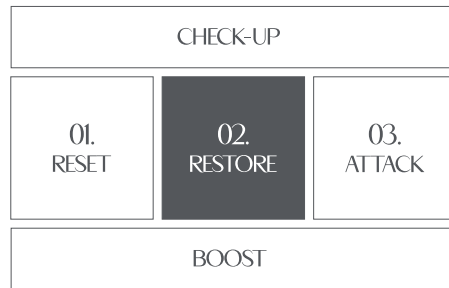 CHECK-UP
01.
RESET
02.
RESTORE
03.
ATTACK
BOOST